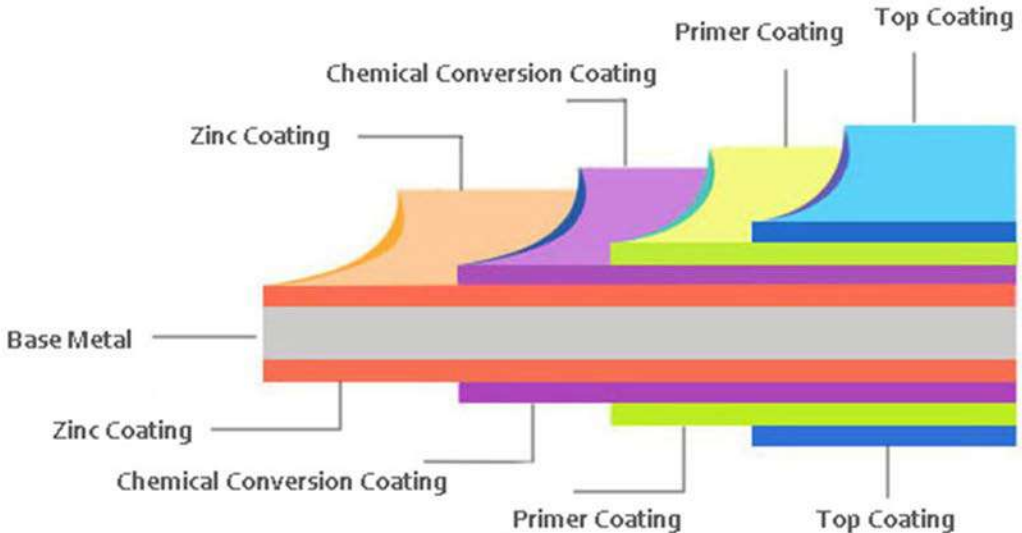 Top Coating
Primer Coating
Chemical Conversion Coating
Zinc Coating
Base Metal
Zinc Coating
Chemical Conversion Coating
Primer Coating
Top Coating